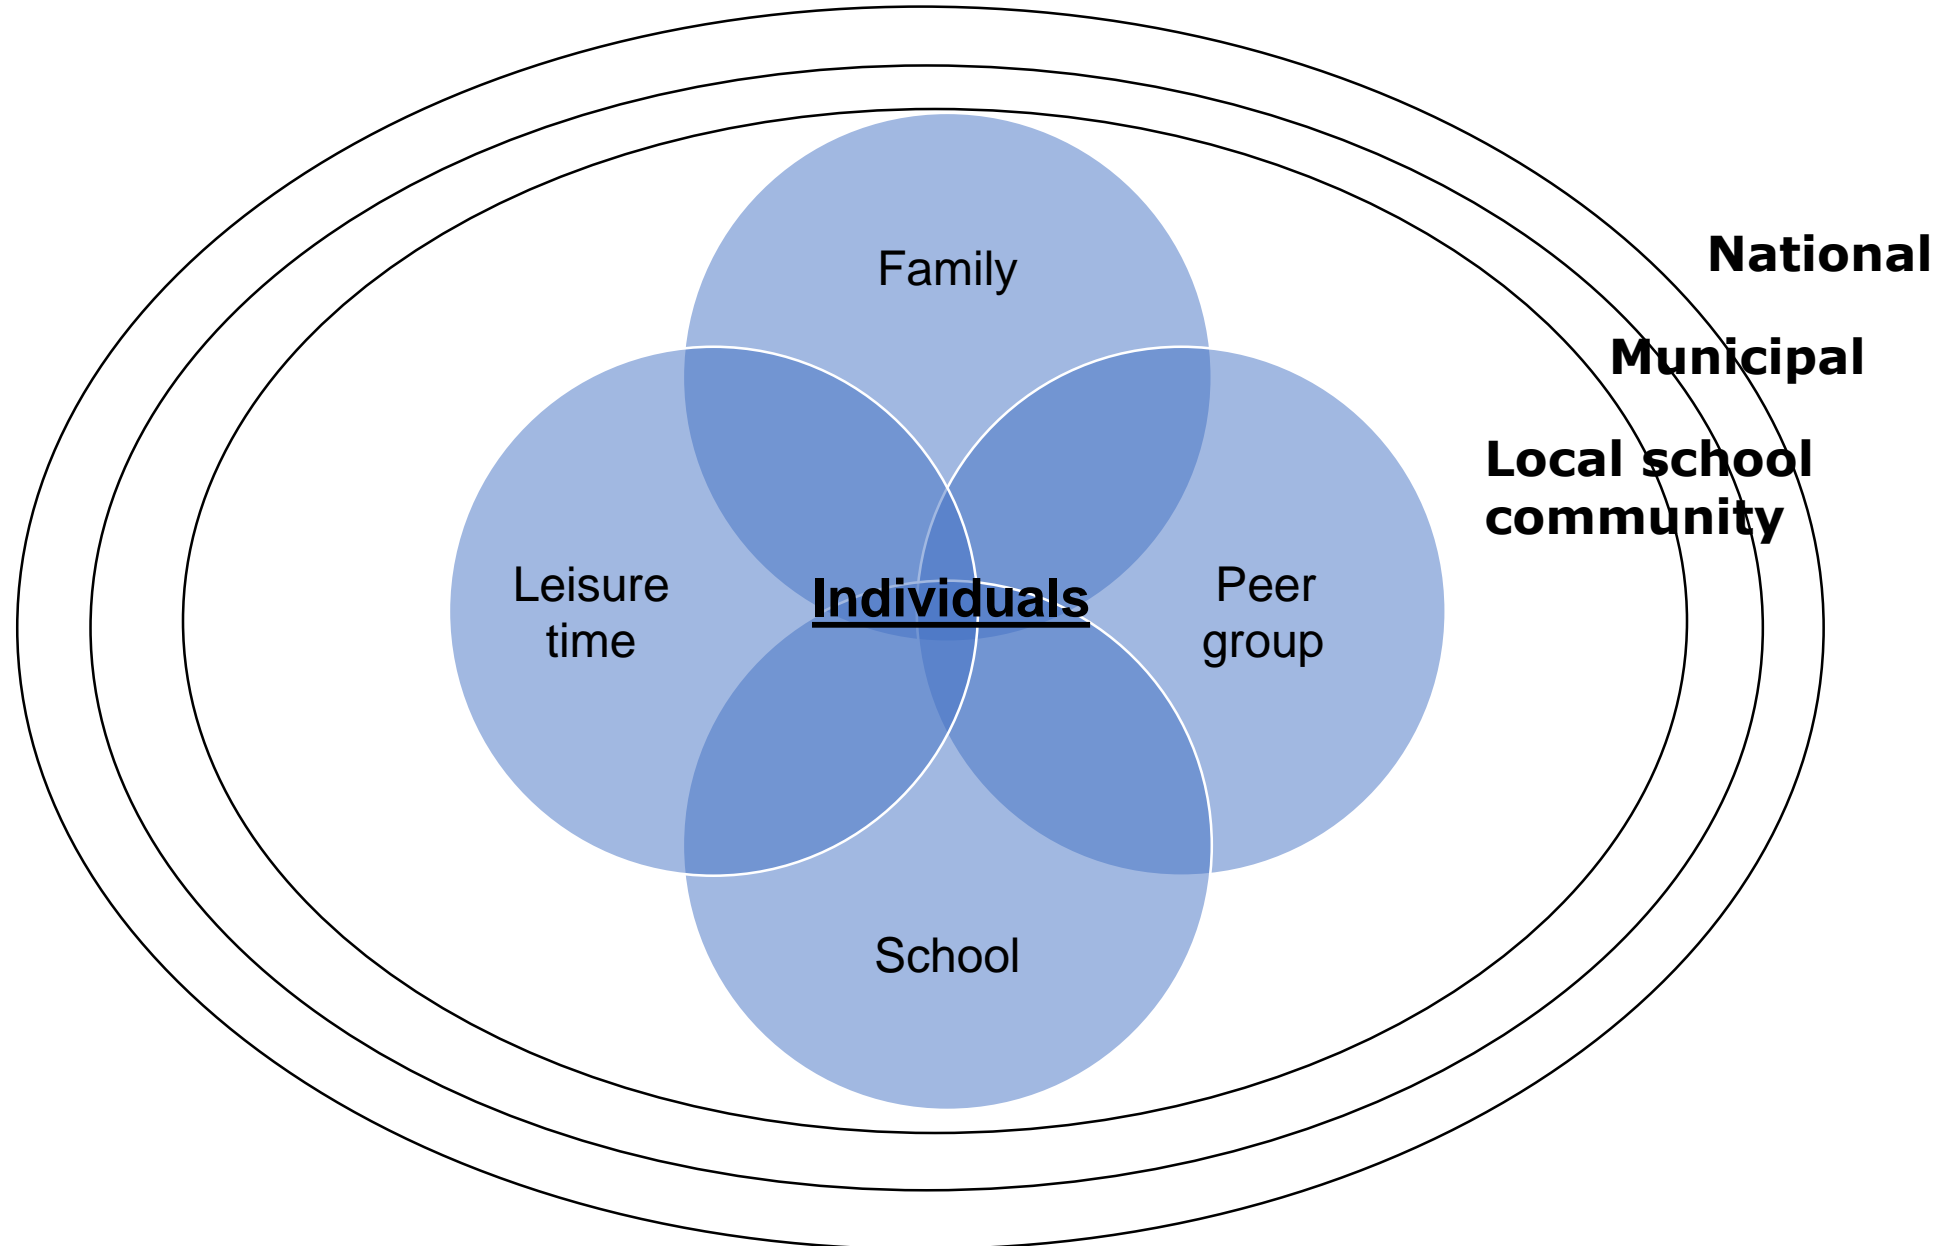 Family
National
Municipal
Local school
community
Leisure
time
Individuals
Peer
group
School